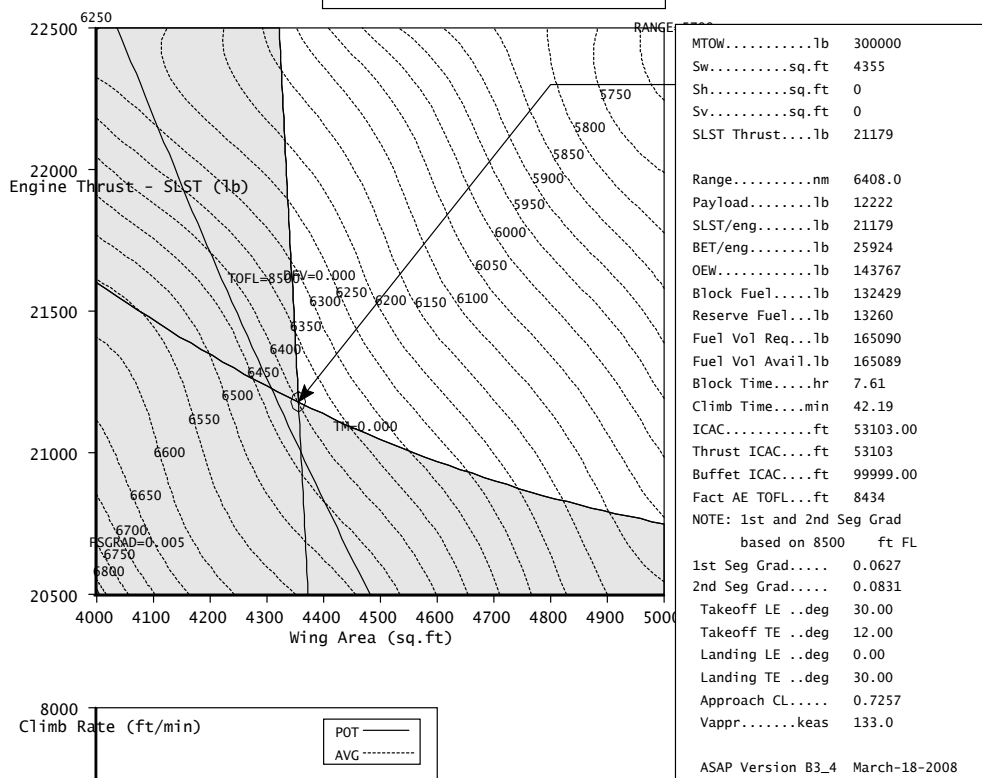 6250
22500
RANGE=5700
5750
5800
5850
22000
5900
Engine Thrust - SLST (lb)
5950
6000
6050
TOFL=8500
DFV=0.000
6250
6300
6200
6150
6100
21500
6350
6400
6450
6500
6550
TM=0.000
21000
6600
6650
6700
FSGRAD=0.005
6750
6800
20500
4000 4100 4200 4300 4400 4500 4600 4700 4800 4900 5000
Wing Area (sq.ft)
8000
Climb Rate (ft/min)
POT
AVG
MTOW...........lb 300000
Sw..........sq.ft 4355
Sh..........sq.ft 0
Sv..........sq.ft 0
SLST Thrust....lb 21179
Range..........nm 6408.0
Payload........lb 12222
SLST/eng.......lb 21179
BET/eng........lb 25924
OEW............lb 143767
Block Fuel.....lb 132429
Reserve Fuel...lb 13260
Fuel Vol Req...lb 165090
Fuel Vol Avail.lb 165089
Block Time.....hr 7.61
Climb Time....min 42.19
ICAC...........ft 53103.00
Thrust ICAC....ft 53103
Buffet ICAC....ft 99999.00
Fact AE TOFL...ft 8434
NOTE: 1st and 2nd Seg Grad
based on 8500 ft FL
1st Seg Grad..... 0.0627
2nd Seg Grad..... 0.0831
Takeoff LE ..deg 30.00
Takeoff TE ..deg 12.00
Landing LE ..deg 0.00
Landing TE ..deg 30.00
Approach CL..... 0.7257
Vappr.......keas 133.0
ASAP Version B3_4 March-18-2008